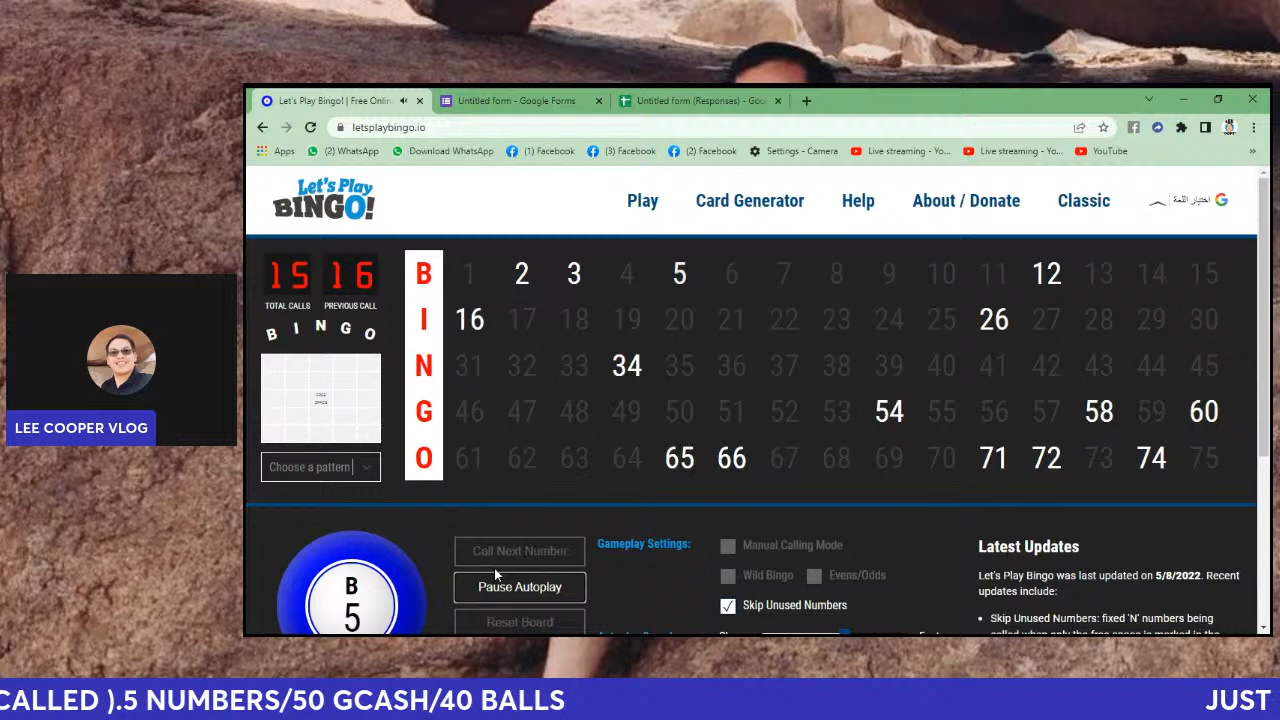 Let's Play Bingo! | Free Onlin
Untitled form - Google Forms
Untitled form (Responses) - Goo
letsplaybingo.io
Apps
(2) WhatsApp
Download WhatsApp
(1) Facebook
(3) Facebook
(2) Facebook
Settings - Camera
Live streaming - Yo...
Live streaming - Yo...
YouTube
Let's Play
BINGO!
Play
Card Generator
Help
About / Donate
Classic
اختيار اللغة
15 16
TOTAL CALLS PREVIOUS CALL
B I N G O
FREE SPACE
Choose a pattern
B 1 2 3 4 5 6 7 8 9 10 11 12 13 14 15
I 16 17 18 19 20 21 22 23 24 25 26 27 28 29 30
N 31 32 33 34 35 36 37 38 39 40 41 42 43 44 45
G 46 47 48 49 50 51 52 53 54 55 56 57 58 59 60
O 61 62 63 64 65 66 67 68 69 70 71 72 73 74 75
B
5
Call Next Number
Pause Autoplay
Reset Board
Gameplay Settings:
Manual Calling Mode
Wild Bingo
Evens/Odds
Skip Unused Numbers
Latest Updates
Let's Play Bingo was last updated on 5/8/2022. Recent
updates include:
Skip Unused Numbers: fixed 'N' numbers being
LEE COOPER VLOG
CALLED ).5 NUMBERS/50 GCASH/40 BALLS
JUST